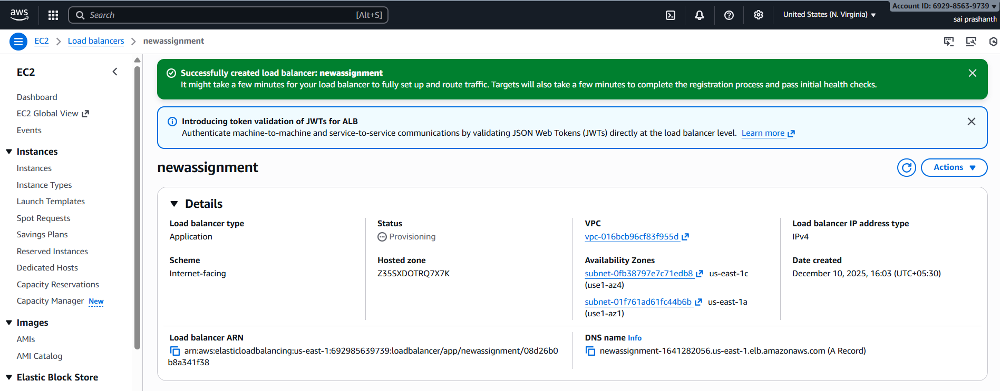 aws
Search
[Alt+S]
United States (N. Virginia)
Account ID: 6929-8563-9739
sai prashanth
EC2
Load balancers
newassignment
EC2
Dashboard
EC2 Global View
Events
Instances
Instances
Instance Types
Launch Templates
Spot Requests
Savings Plans
Reserved Instances
Dedicated Hosts
Capacity Reservations
Capacity Manager New
Images
AMIs
AMI Catalog
Elastic Block Store
Successfully created load balancer: newassignment
It might take a few minutes for your load balancer to fully set up and route traffic. Targets will also take a few minutes to complete the registration process and pass initial health checks.
Introducing token validation of JWTs for ALB
Authenticate machine-to-machine and service-to-service communications by validating JSON Web Tokens (JWTs) directly at the load balancer level. Learn more
newassignment
Actions
Details
Load balancer type
Application
Status
Provisioning
VPC
vpc-016bcb96cf83f955d
Load balancer IP address type
IPv4
Scheme
Internet-facing
Hosted zone
Z35SXDOTRQ7X7K
Availability Zones
subnet-0fb38797e7c71edb8 us-east-1c
(use1-az4)
subnet-01f761ad61fc44b6b us-east-1a
(use1-az1)
Date created
December 10, 2025, 16:03 (UTC+05:30)
Load balancer ARN
arn:aws:elasticloadbalancing:us-east-1:692985639739:loadbalancer/app/newassignment/08d26b0
b8a341f38
DNS name Info
newassignment-1641282056.us-east-1.elb.amazonaws.com (A Record)